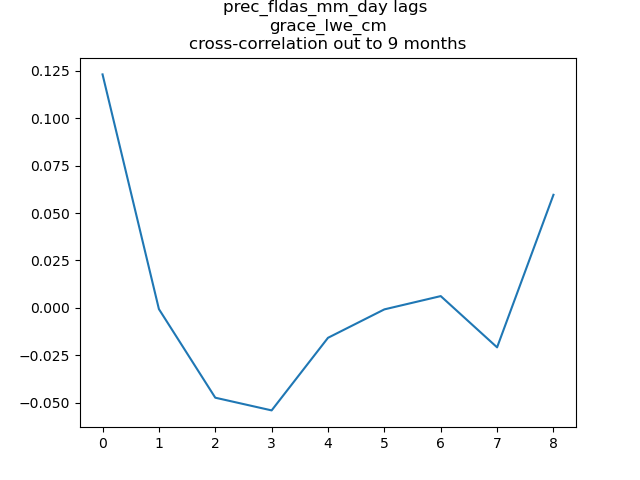 prec_fldas_mm_day lags
grace_lwe_cm
cross-correlation out to 9 months
0.125
0.100
0.075
0.050
0.025
0.000
−0.025
−0.050
0 1 2 3 4 5 6 7 8